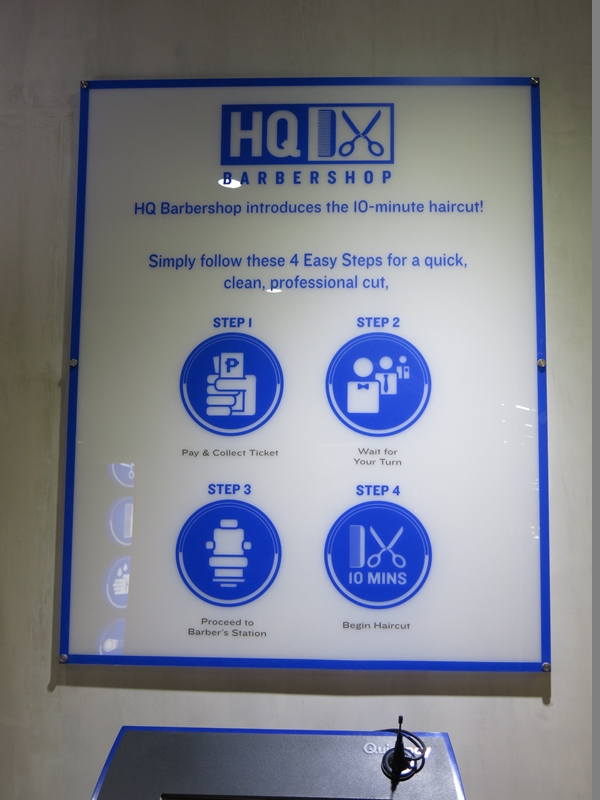 HQ
BARBERSHOP
HQ Barbershop introduces the 10-minute haircut!
Simply follow these 4 Easy Steps for a quick,
clean, professional cut,
STEP 1
STEP 2
₱
Pay & Collect Ticket
Wait for
Your Turn
STEP 3
STEP 4
10 MINS
Proceed to
Barber's Station
Begin Haircut